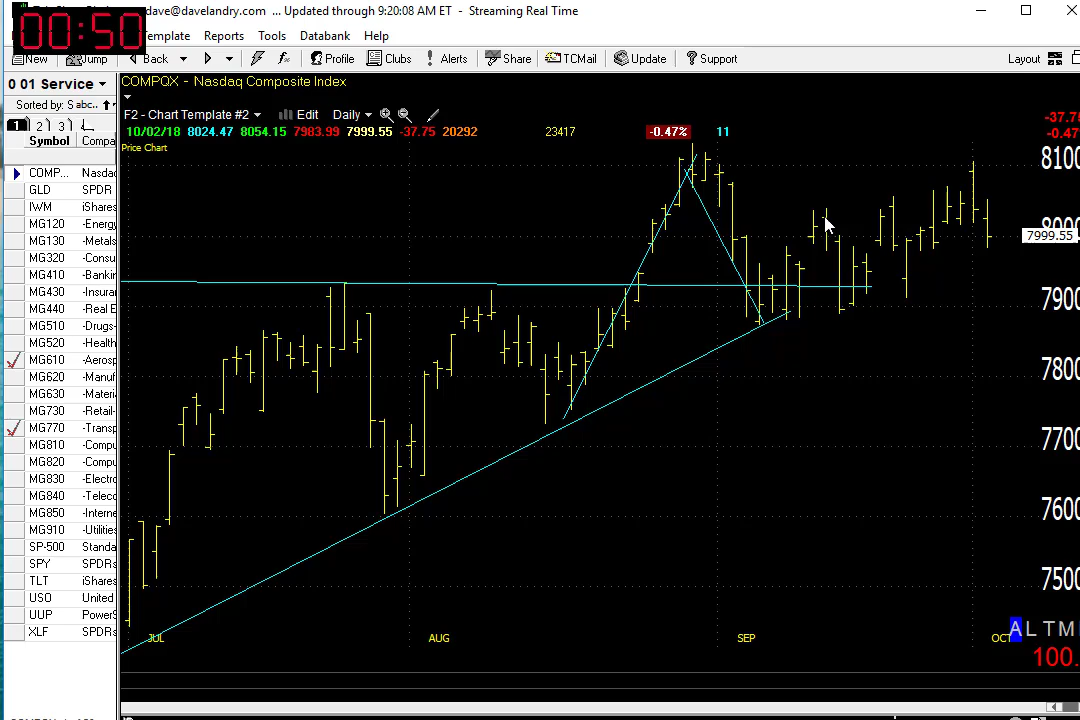 00:50
dave@davelandry.com ... Updated through 9:20:08 AM ET - Streaming Real Time
emplate Reports Tools Databank Help
New Jump Back Profile Clubs Alerts Share TCMail Update Support Layout
0 01 Service
COMPQX - Nasdaq Composite Index
Sorted by: S abc..
F2 - Chart Template #2 Edit Daily
1 2 3
10/02/18 8024.47 8054.15 7983.99 7999.55 -37.75 20292 23417 -0.47% 11
-37.75
-0.47
Symbol Compa
Price Chart
COMP... Nasdac
GLD SPDR
IWM iShares
MG120 -Energy
MG130 -Metals
MG320 -Consu
MG410 -Bankin
MG430 -Insurar
MG440 -Real E
MG510 -Drugs-
MG520 -Health
MG610 -Aerosp
MG620 -Manuf
MG630 -Materi
MG730 -Retail-
MG770 -Transp
MG810 -Compu
MG820 -Compu
MG830 -Electro
MG840 -Teleco
MG850 -Interne
MG910 -Utilities
SP-500 Standa
SPY SPDRs
TLT iShares
USO United
UUP PowerS
XLF SPDRs
8100
8000
7999.55
7900
7800
7700
7600
7500
JUL AUG SEP OCT
ALTM
100.